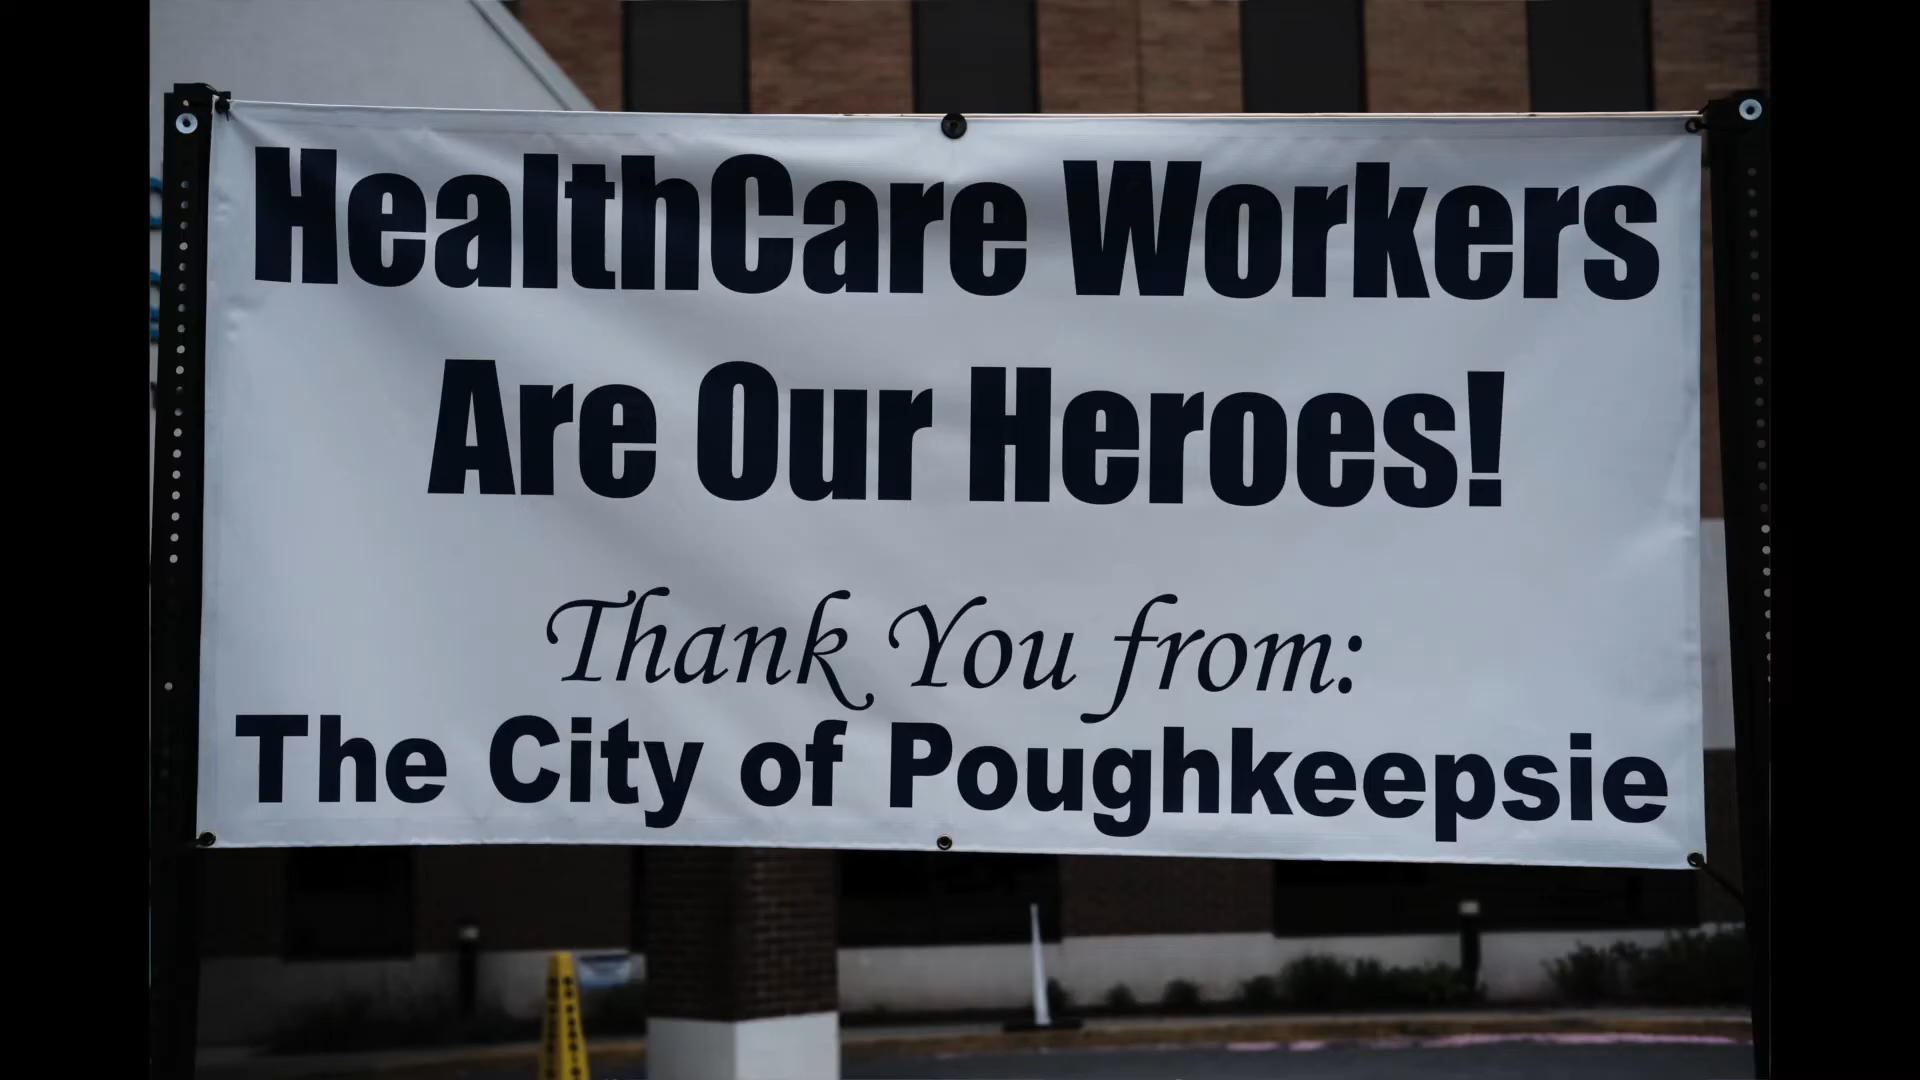 HealthCare Workers
Are Our Heroes!
Thank You from:
The City of Poughkeepsie